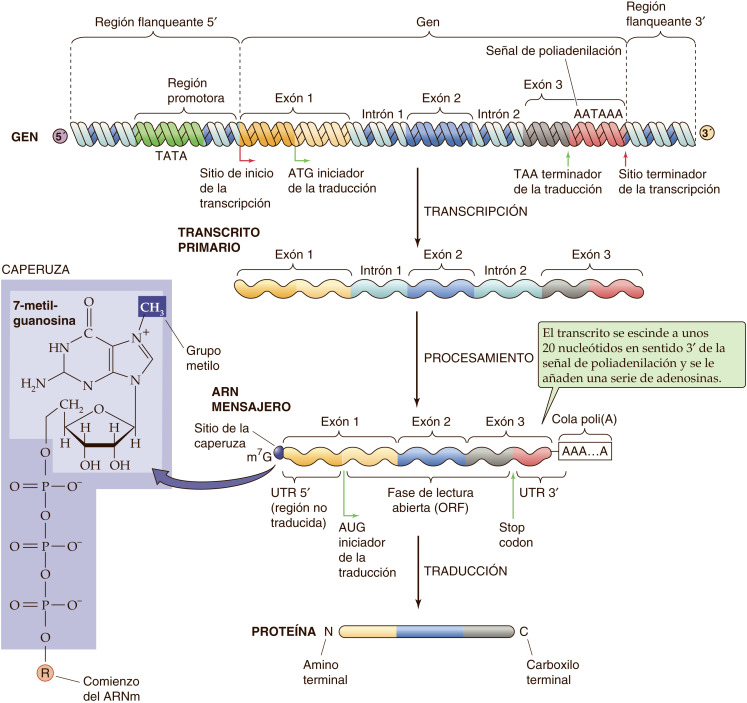 Región flanqueante 5′
Gen
Región
flanqueante 3′
Señal de poliadenilación
Región
promotora
Exón 1
Intrón 1
Exón 2
Intrón 2
Exón 3
AATAAA
GEN
5′
3′
TATA
Sitio de inicio
de la
transcripción
ATG iniciador
de la traducción
TAA terminador
de la traducción
Sitio terminador
de la transcripción
TRANSCRIPCIÓN
TRANSCRITO
PRIMARIO
Exón 1
Intrón 1
Exón 2
Intrón 2
Exón 3
CAPERUZA
7-metil-
guanosina
O
CH3
Grupo
metilo
HN
N
N+
H2N
N
N
CH2
O
H
H
H
H
O
OH
OH
O=P—O−
O
O=P—O−
O
O=P—O−
O
R
Comienzo
del ARNm
PROCESAMIENTO
El transcrito se escinde a unos
20 nucleótidos en sentido 3′ de la
señal de poliadenilación y se le
añaden una serie de adenosinas.
ARN
MENSAJERO
Sitio de la
caperuza
m7G
Exón 1
Exón 2
Exón 3
Cola poli(A)
AAA...A
UTR 5′
(región no
traducida)
Fase de lectura
abierta (ORF)
UTR 3′
AUG
iniciador
de la
traducción
Stop
codon
TRADUCCIÓN
PROTEÍNA
N
C
Amino
terminal
Carboxilo
terminal